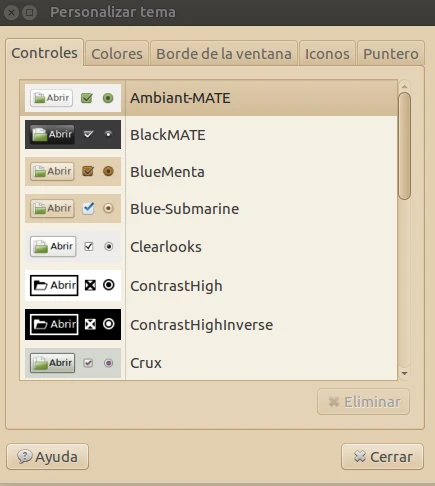 Personalizar tema
Controles Colores Borde de la ventana Iconos Puntero
Abrir Ambiant-MATE
Abrir BlackMATE
Abrir BlueMenta
Abrir Blue-Submarine
Abrir Clearlooks
Abrir ContrastHigh
Abrir ContrastHighInverse
Abrir Crux
Eliminar
Ayuda Cerrar